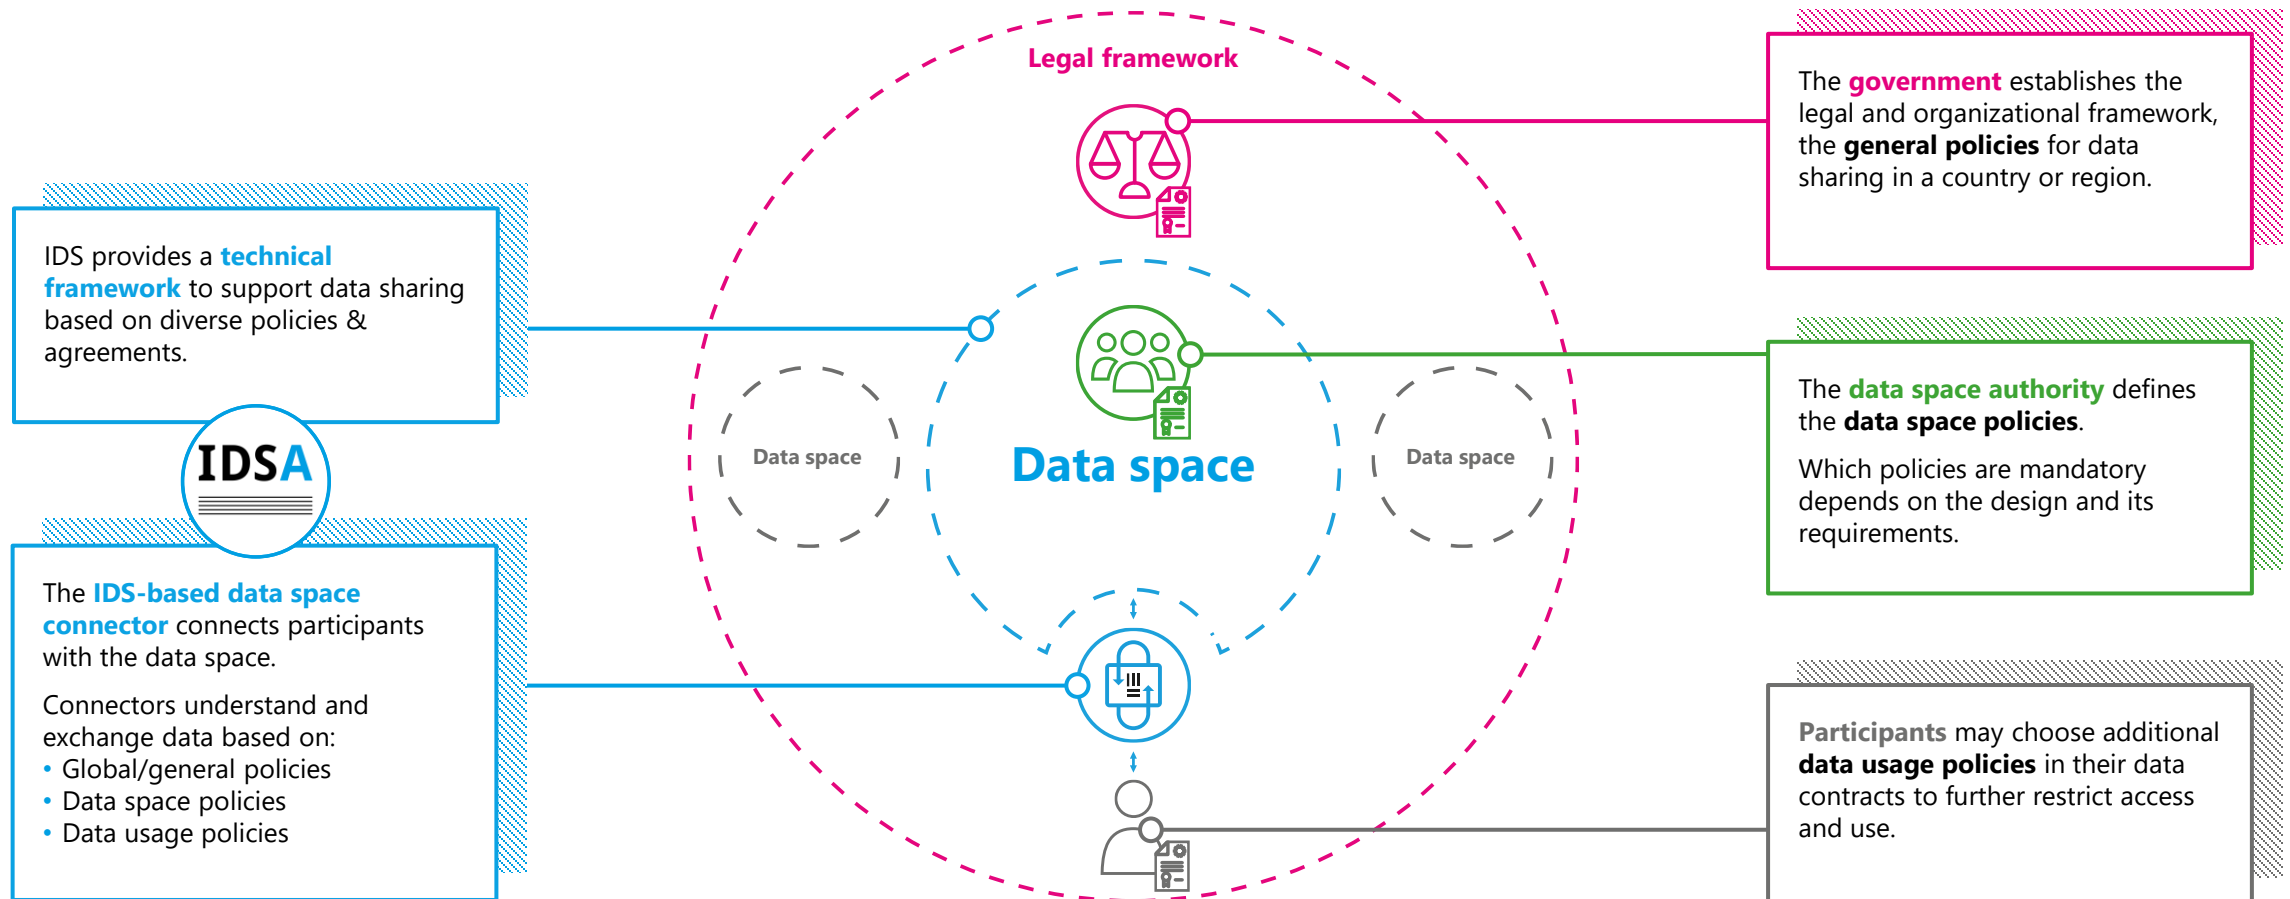 Legal framework
The government establishes the
legal and organizational framework,
the general policies for data
sharing in a country or region.
IDS provides a technical
framework to support data sharing
based on diverse policies &
agreements.
IDSA
The IDS-based data space
connector connects participants
with the data space.
Connectors understand and
exchange data based on:
• Global/general policies
• Data space policies
• Data usage policies
Data space
Data space
Data space
The data space authority defines
the data space policies.
Which policies are mandatory
depends on the design and its
requirements.
Participants may choose additional
data usage policies in their data
contracts to further restrict access
and use.